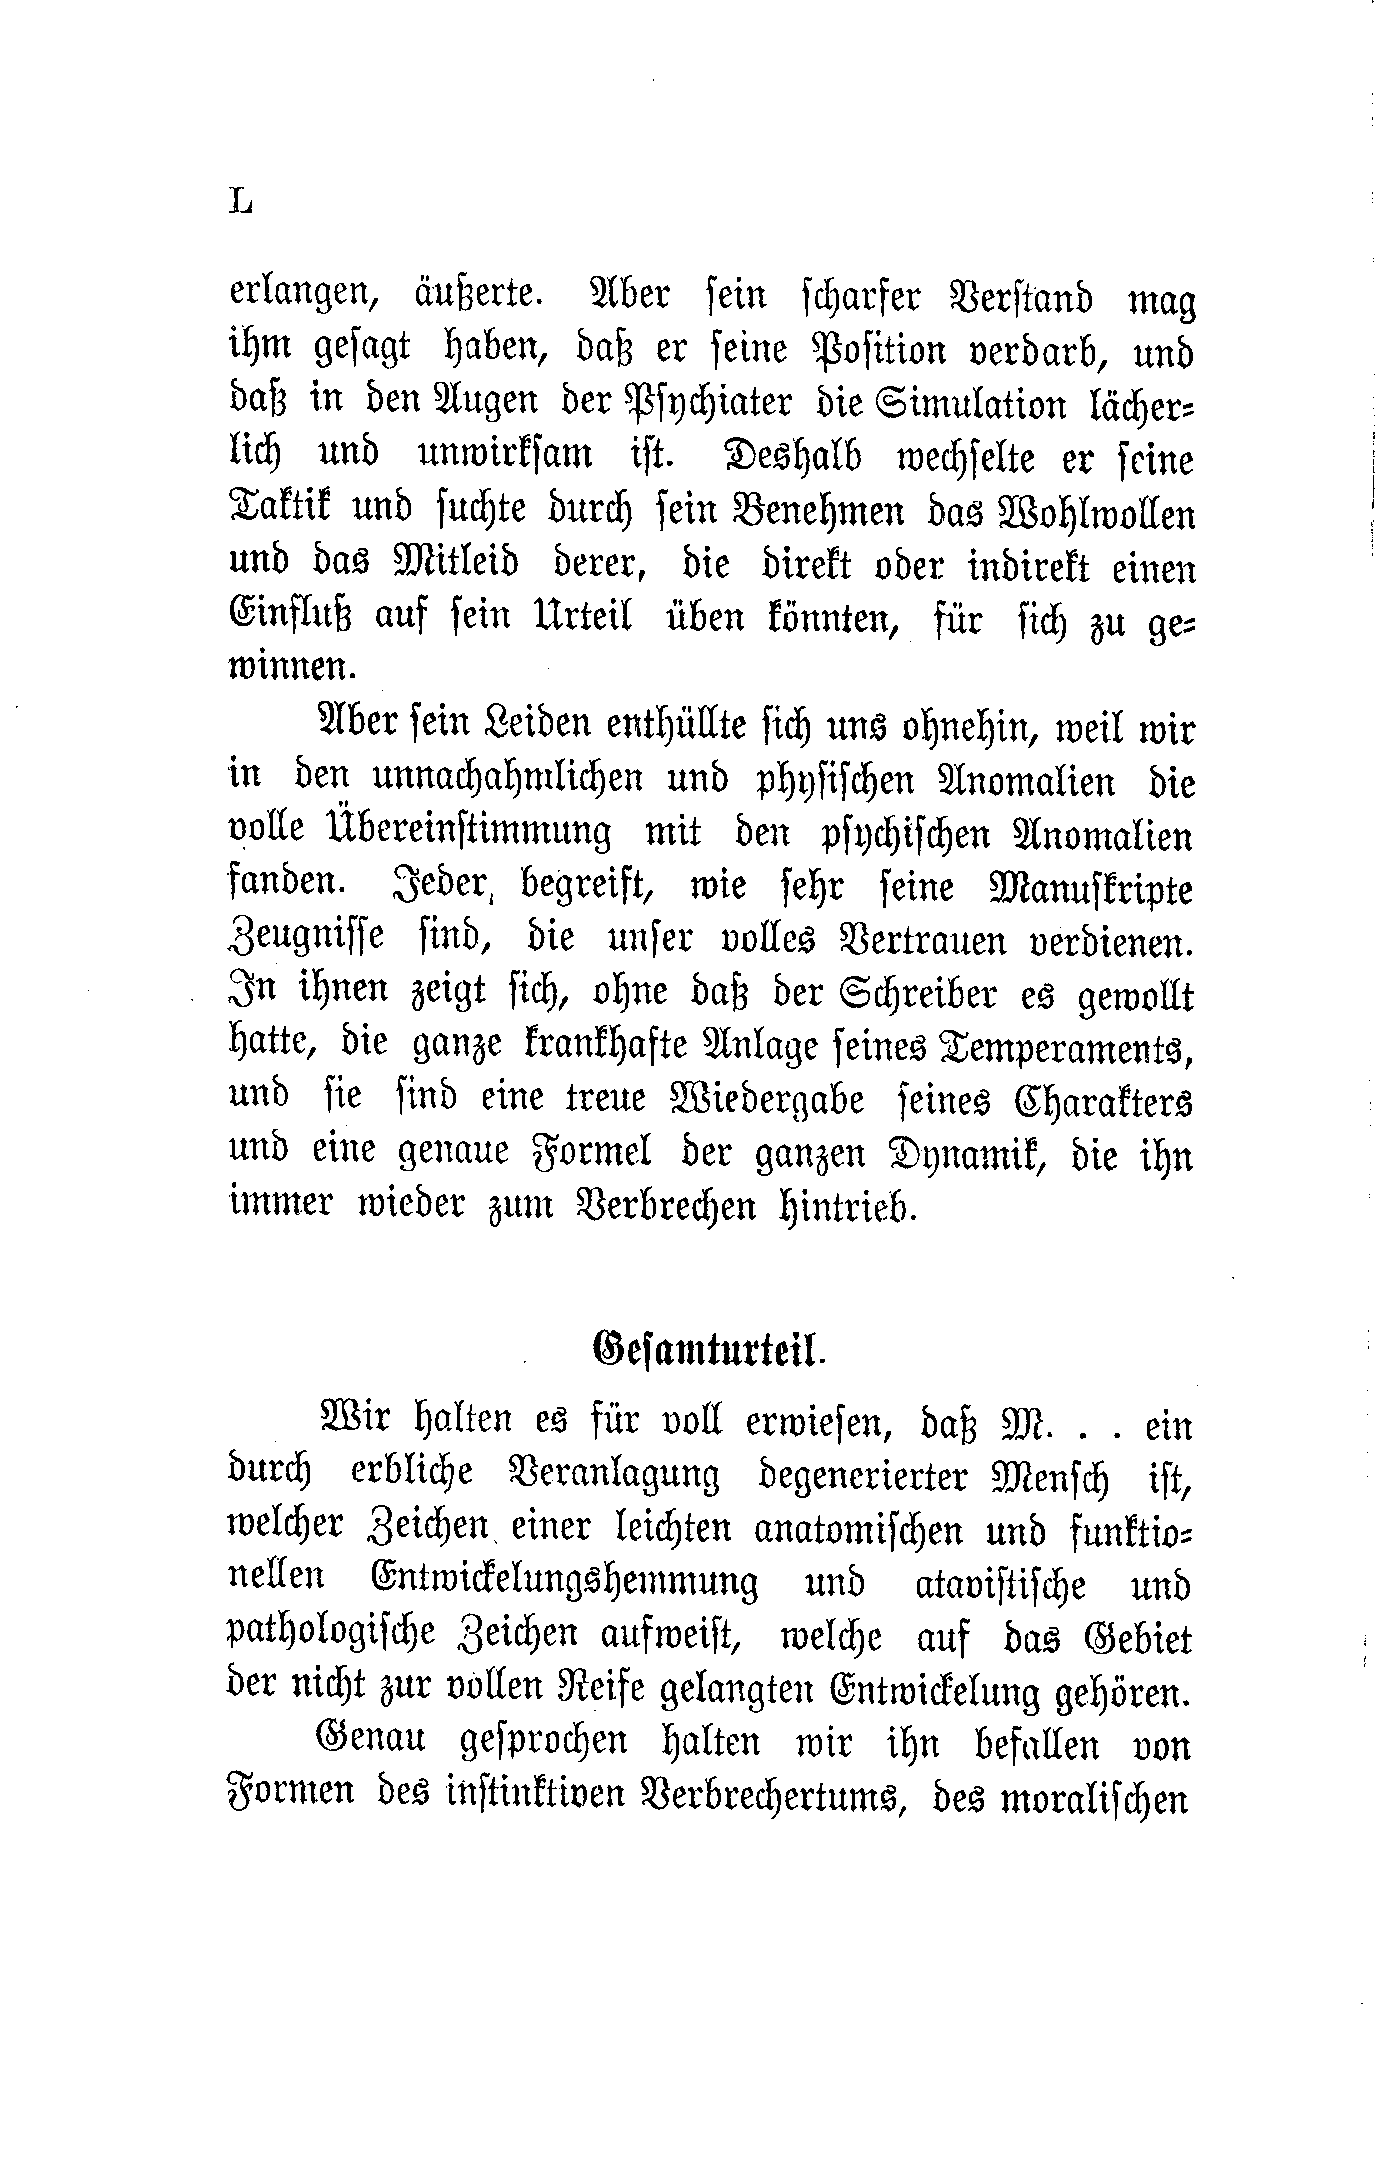 L
erlangen, äußerte. Aber sein scharfer Verstand mag
ihm gesagt haben, daß er seine Position verdarb, und
daß in den Augen der Psychiater die Simulation lächer=
lich und unwirksam ist. Deshalb wechselte er seine
Taktik und suchte durch sein Benehmen das Wohlwollen
und das Mitleid derer, die direkt oder indirekt einen
Einfluß auf sein Urteil üben könnten, für sich zu ge=
winnen.
Aber sein Leiden enthüllte sich uns ohnehin, weil wir
in den unnachahmlichen und physischen Anomalien die
volle Übereinstimmung mit den psychischen Anomalien
fanden. Jeder, begreift, wie sehr seine Manuskripte
Zeugnisse sind, die unser volles Vertrauen verdienen.
In ihnen zeigt sich, ohne daß der Schreiber es gewollt
hatte, die ganze krankhafte Anlage seines Temperaments,
und sie sind eine treue Wiedergabe seines Charakters
und eine genaue Formel der ganzen Dynamik, die ihn
immer wieder zum Verbrechen hintrieb.
Gesamturteil.
Wir halten es für voll erwiesen, daß M. . . ein
durch erbliche Veranlagung degenerierter Mensch ist,
welcher Zeichen einer leichten anatomischen und funktio=
nellen Entwickelungshemmung und atavistische und
pathologische Zeichen aufweist, welche auf das Gebiet
der nicht zur vollen Reife gelangten Entwickelung gehören.
Genau gesprochen halten wir ihn befallen von
Formen des instinktiven Verbrechertums, des moralischen